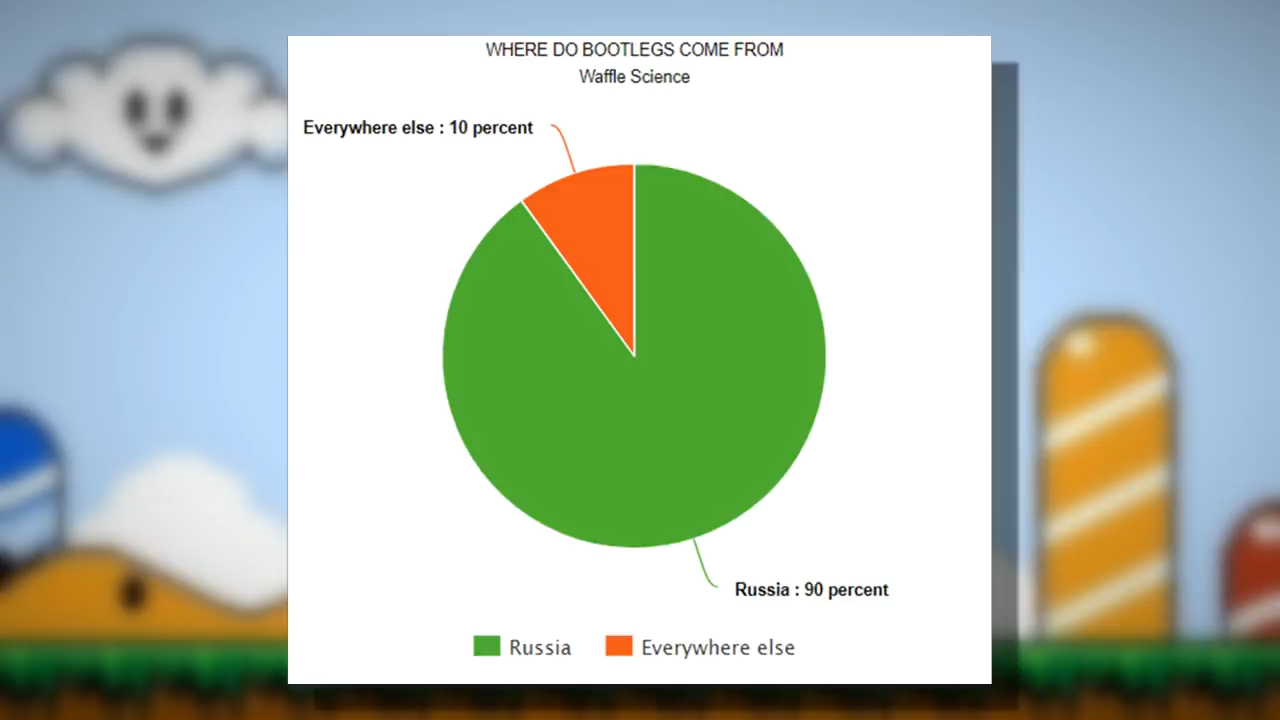 WHERE DO BOOTLEGS COME FROM
Waffle Science
Everywhere else : 10 percent
Russia : 90 percent
Russia
Everywhere else